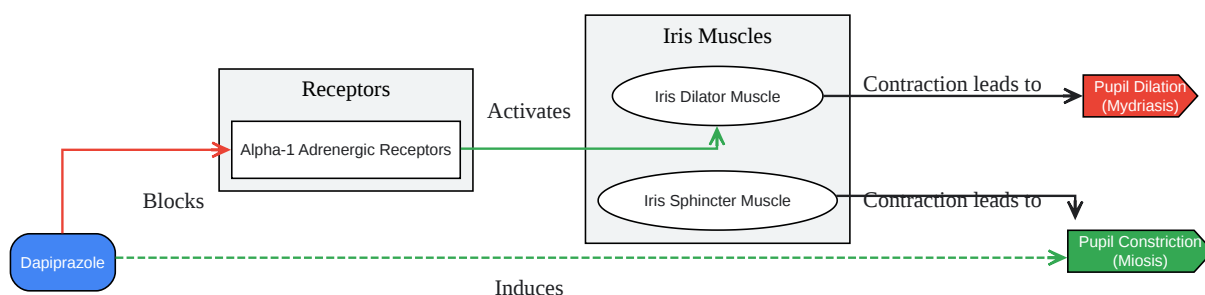 Iris Muscles
Receptors
Iris Dilator Muscle
Contraction leads to
Pupil Dilation
(Mydriasis)
Activates
Alpha-1 Adrenergic Receptors
Blocks
Iris Sphincter Muscle
Contraction leads to
Dapiprazole
Pupil Constriction
(Miosis)
Induces